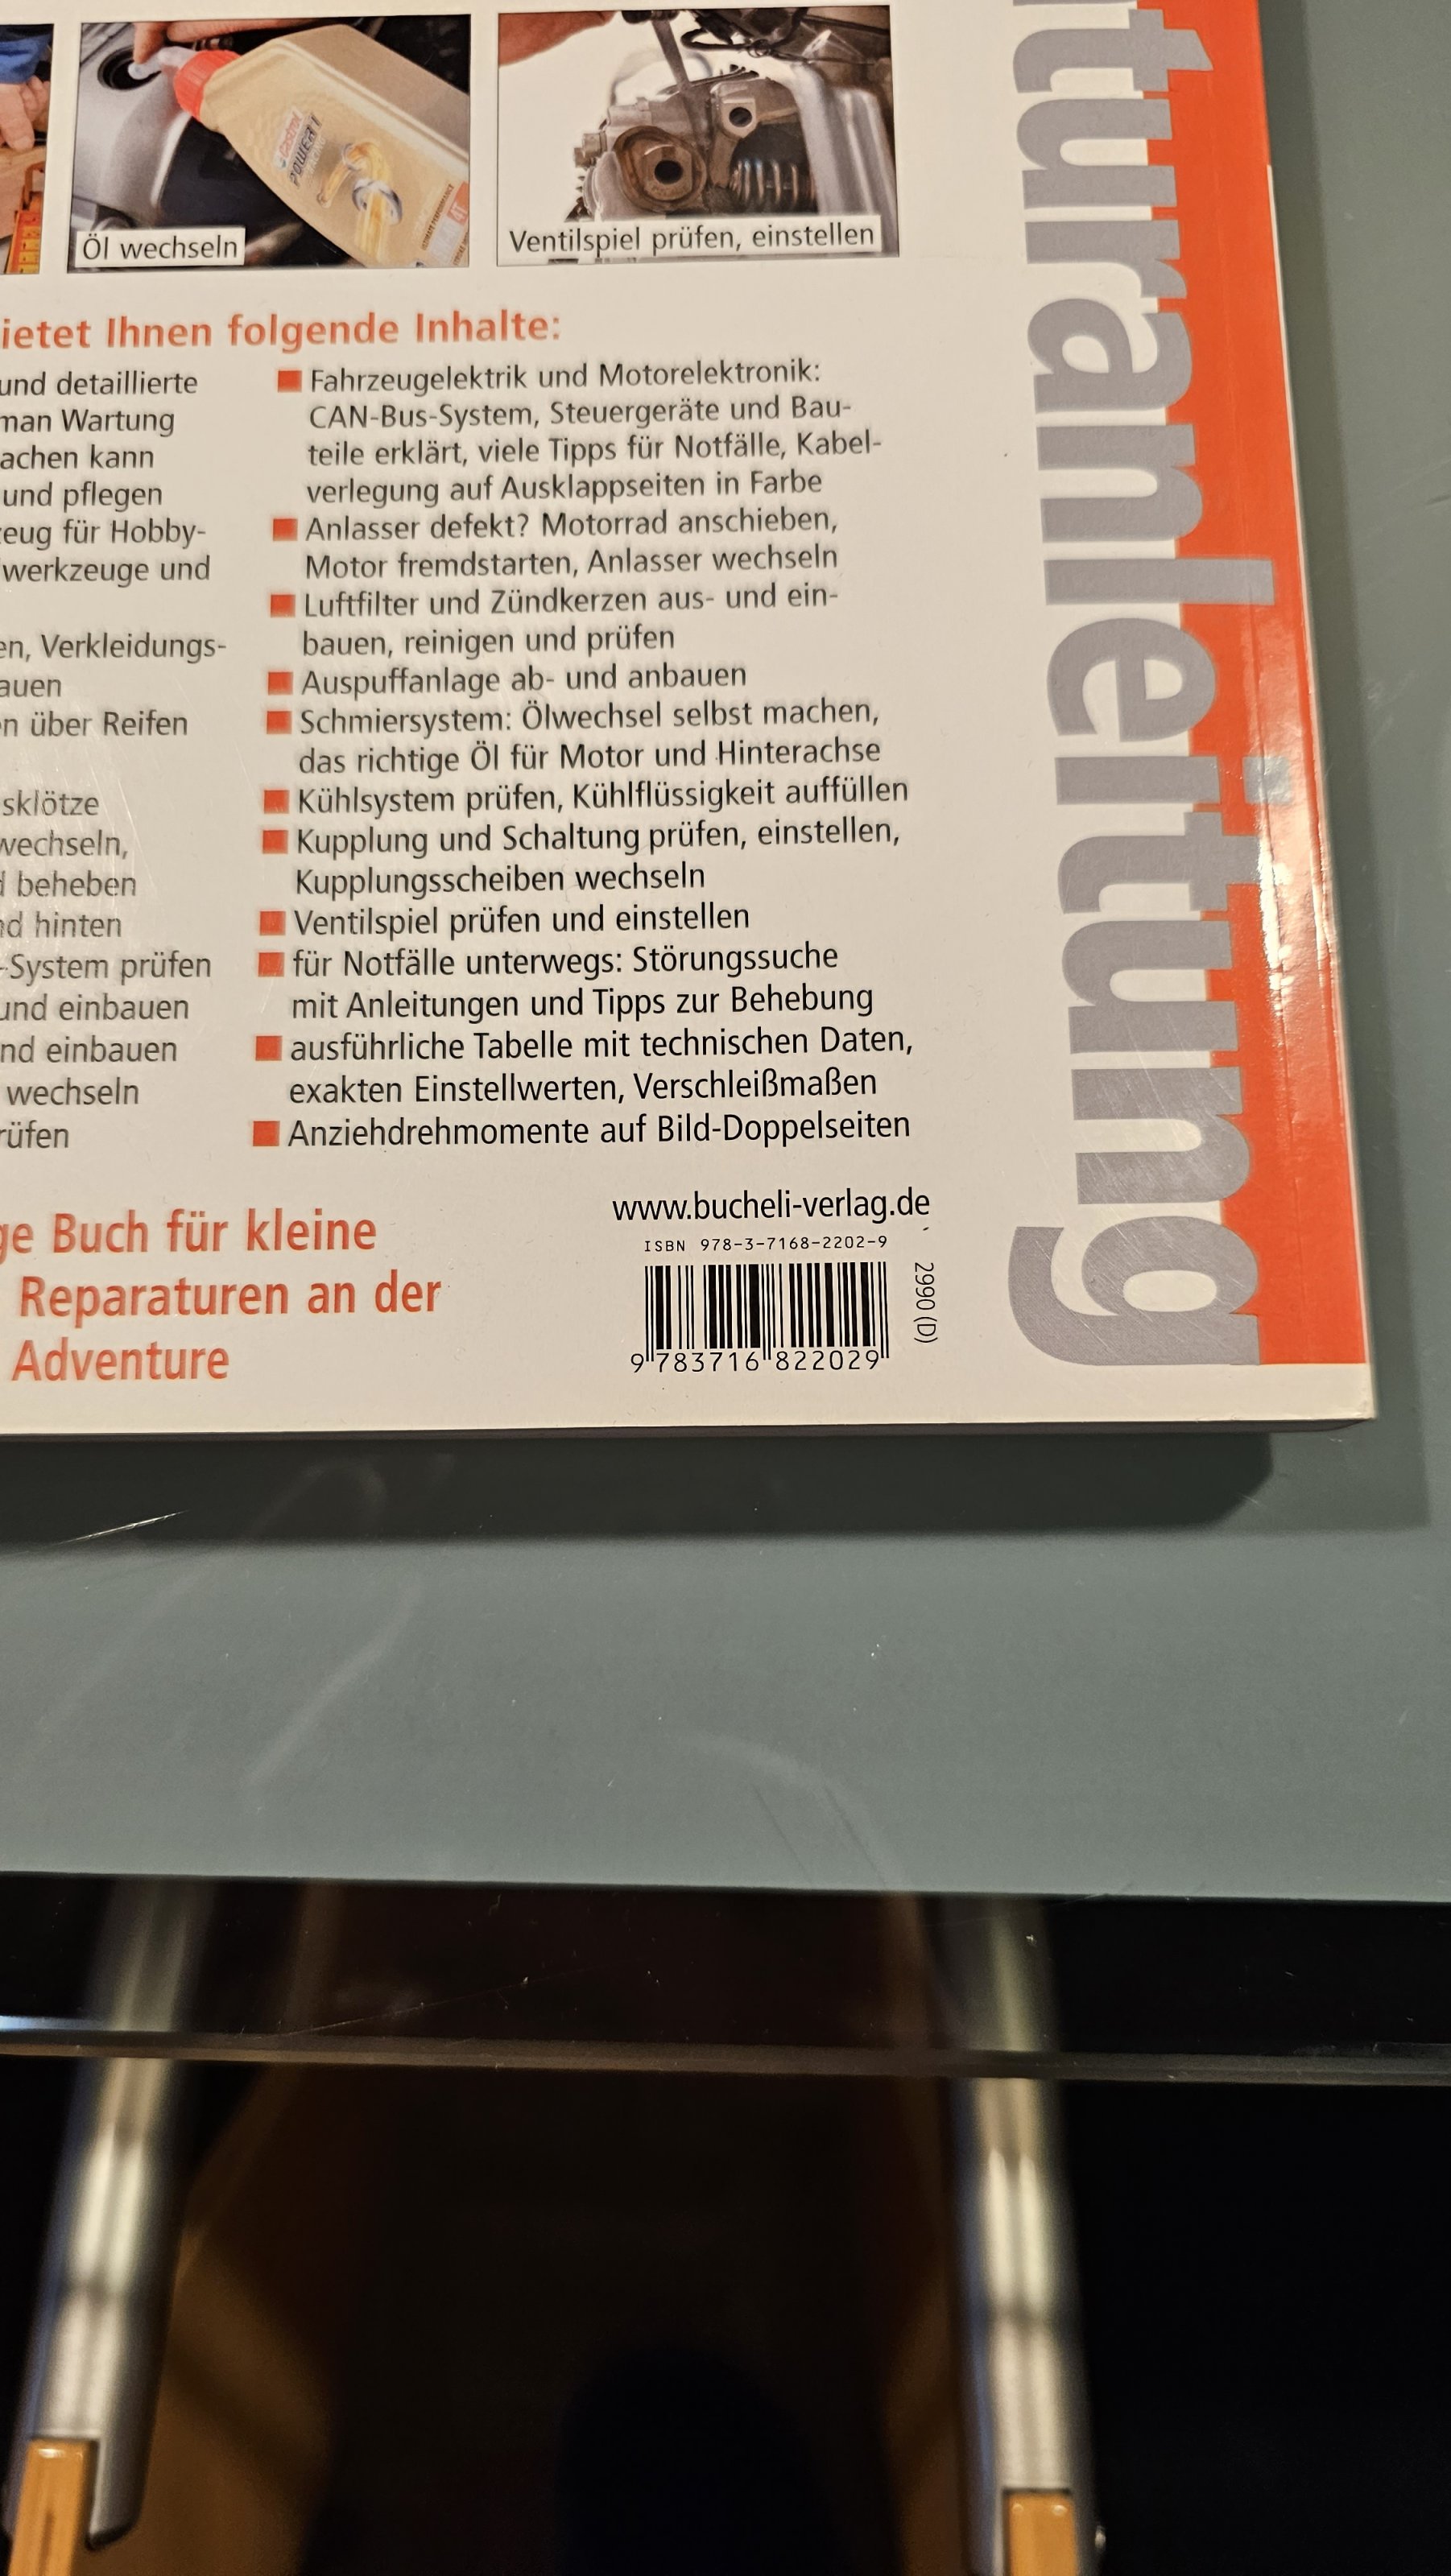 Castrol
POWER 1
4T
Öl wechseln
Ventilspiel prüfen, einstellen
ietet Ihnen folgende Inhalte:
und detaillierte
man Wartung
achen kann
und pflegen
eug für Hobby-
werkzeuge und
en, Verkleidungs-
auen
n über Reifen
sklötze
wechseln,
d beheben
nd hinten
-System prüfen
und einbauen
nd einbauen
wechseln
rüfen
Fahrzeugelektrik und Motorelektronik:
CAN-Bus-System, Steuergeräte und Bau-
teile erklärt, viele Tipps für Notfälle, Kabel-
verlegung auf Ausklappseiten in Farbe
Anlasser defekt? Motorrad anschieben,
Motor fremdstarten, Anlasser wechseln
Luftfilter und Zündkerzen aus- und ein-
bauen, reinigen und prüfen
Auspuffanlage ab- und anbauen
Schmiersystem: Ölwechsel selbst machen,
das richtige Öl für Motor und Hinterachse
Kühlsystem prüfen, Kühlflüssigkeit auffüllen
Kupplung und Schaltung prüfen, einstellen,
Kupplungsscheiben wechseln
Ventilspiel prüfen und einstellen
für Notfälle unterwegs: Störungssuche
mit Anleitungen und Tipps zur Behebung
ausführliche Tabelle mit technischen Daten,
exakten Einstellwerten, Verschleißmaßen
Anziehdrehmomente auf Bild-Doppelseiten
ge Buch für kleine
Reparaturen an der
Adventure
www.bucheli-verlag.de
ISBN 978-3-7168-2202-9
9 783716 822029
2990 (D)
turanleitung